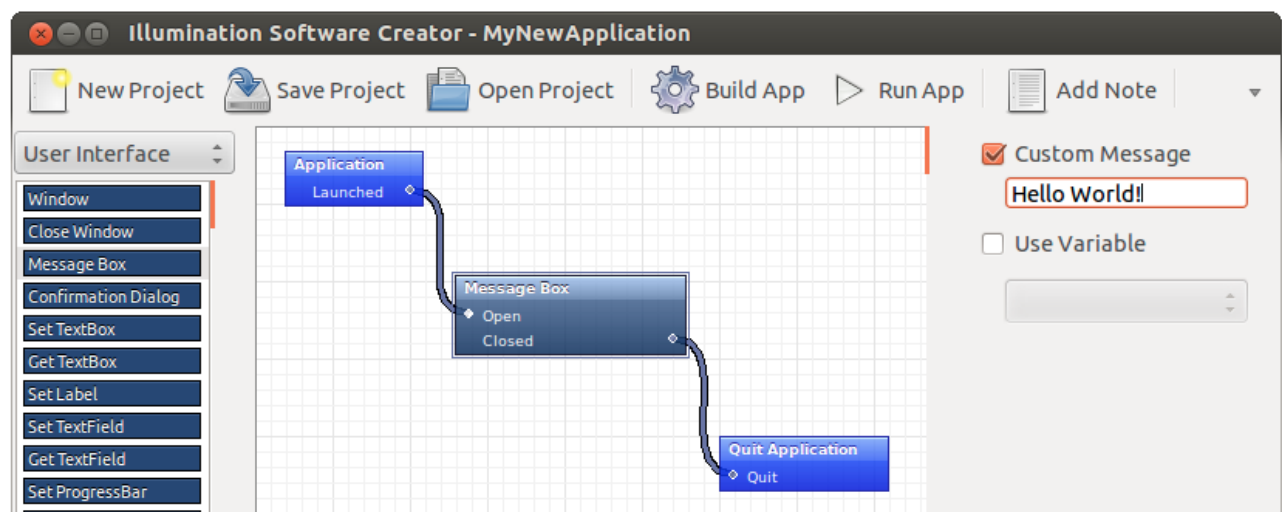 Illumination Software Creator - MyNewApplication
New Project
Save Project
Open Project
Build App
Run App
Add Note
User Interface
Window
Close Window
Message Box
Confirmation Dialog
Set TextBox
Get TextBox
Set Label
Set TextField
Get TextField
Set ProgressBar
Application
Launched
Message Box
Open
Closed
Quit Application
Quit
Custom Message
Hello World!
Use Variable